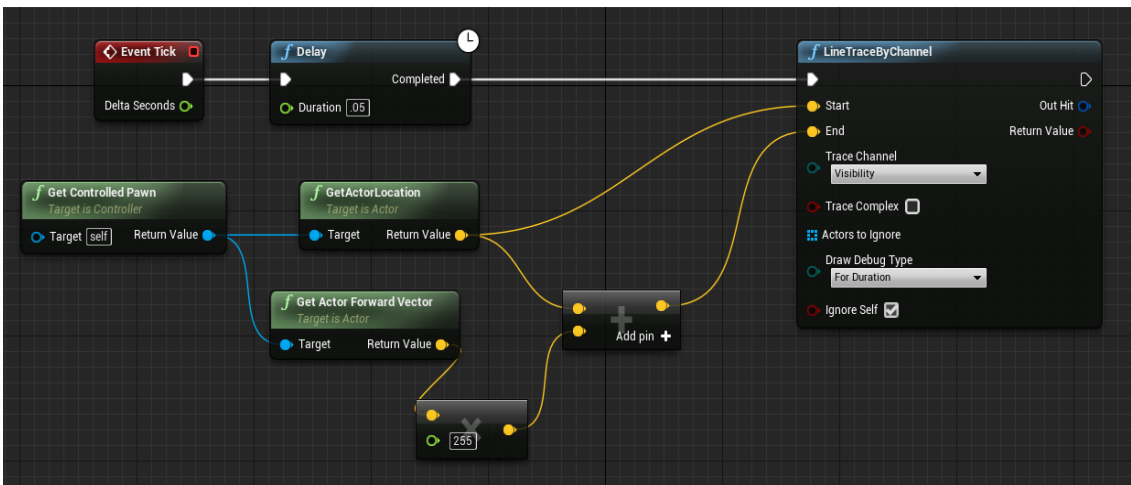 Event Tick
Delta Seconds
Delay
Completed
Duration .05
LineTraceByChannel
Start
Out Hit
End
Return Value
Trace Channel
Visibility
Trace Complex
Actors to Ignore
Draw Debug Type
For Duration
Ignore Self
Get Controlled Pawn
Target is Controller
Target self
Return Value
GetActorLocation
Target is Actor
Target
Return Value
Get Actor Forward Vector
Target is Actor
Target
Return Value
Add pin
255